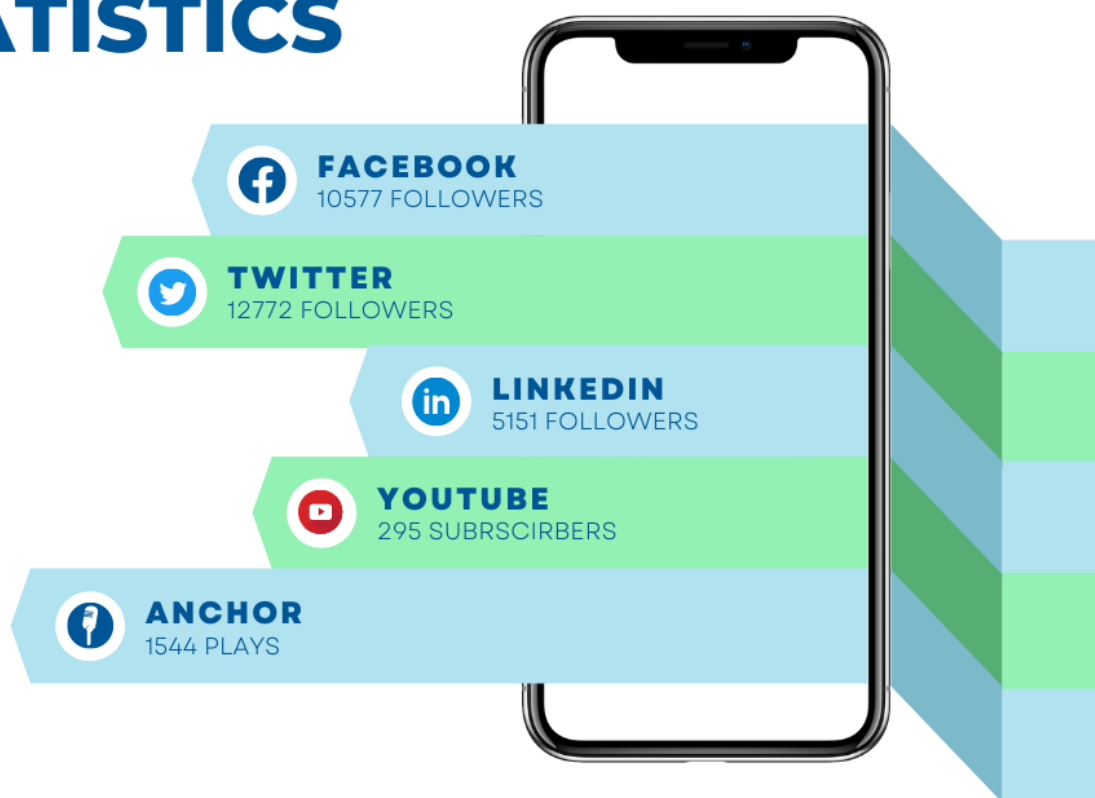 ATISTICS
FACEBOOK
10577 FOLLOWERS
TWITTER
12772 FOLLOWERS
LINKEDIN
5151 FOLLOWERS
YOUTUBE
295 SUBRSCIRBERS
ANCHOR
1544 PLAYS